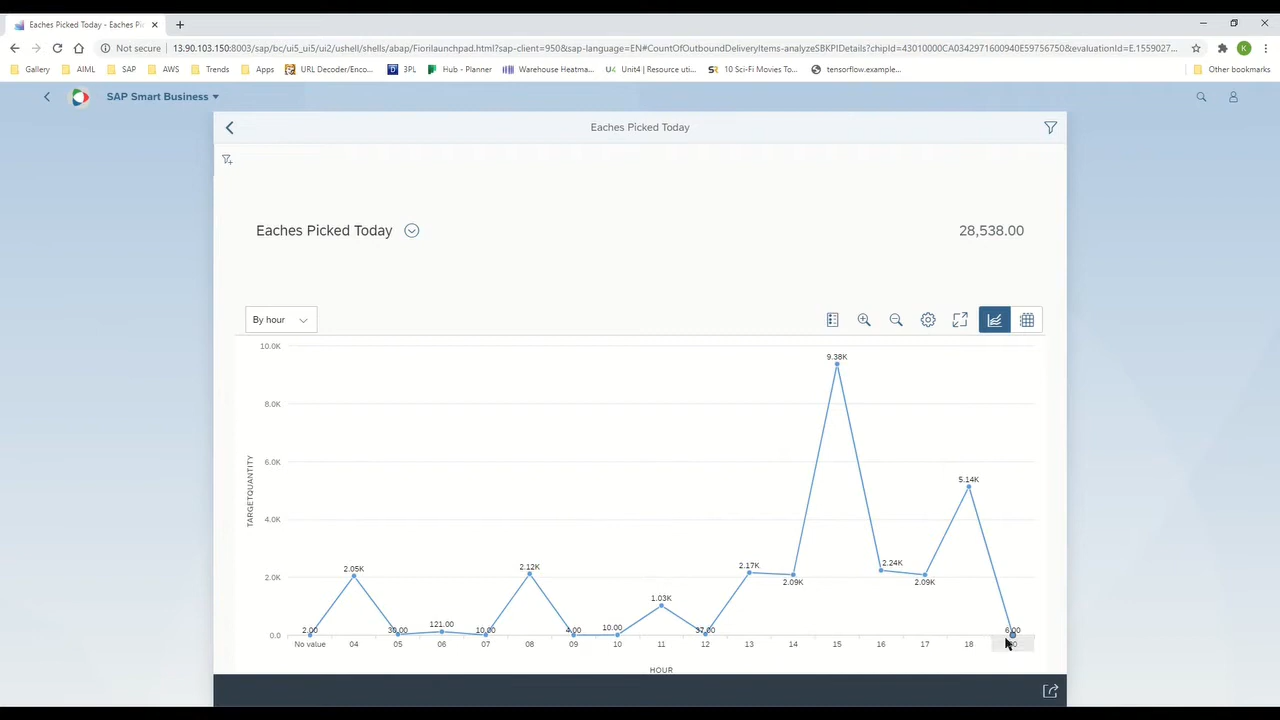 Eaches Picked Today - Eaches Pi
Not secure 13.90.103.150:8003/sap/bc/ui5_ui5/ui2/ushell/shells/abap/Fiorilaunchpad.html?sap-client=950&sap-language=EN#CountOfOutboundDeliveryItems-analyzeSBKPIDetails?chipId=43010000CA0342971600940E59756750&evaluationId=E.1559027... K
Gallery AIML SAP AWS Trends Apps URL Decoder/Enco... 3PL Hub - Planner Warehouse Heatma... Unit4 | Resource uti... 10 Sci-Fi Movies To... tensorflow.example... Other bookmarks
SAP Smart Business
Eaches Picked Today
Eaches Picked Today 28,538.00
By hour
10.0K
9.38K
8.0K
6.0K
5.14K
TARGETQUANTITY
4.0K
2.05K 2.12K 2.17K 2.24K
2.0K
2.09K 2.09K
1.03K
2.00 30.00 121.00 10.00 4.00 10.00 37.00 6.00
0.0
No value 04 05 06 07 08 09 10 11 12 13 14 15 16 17 18
HOUR